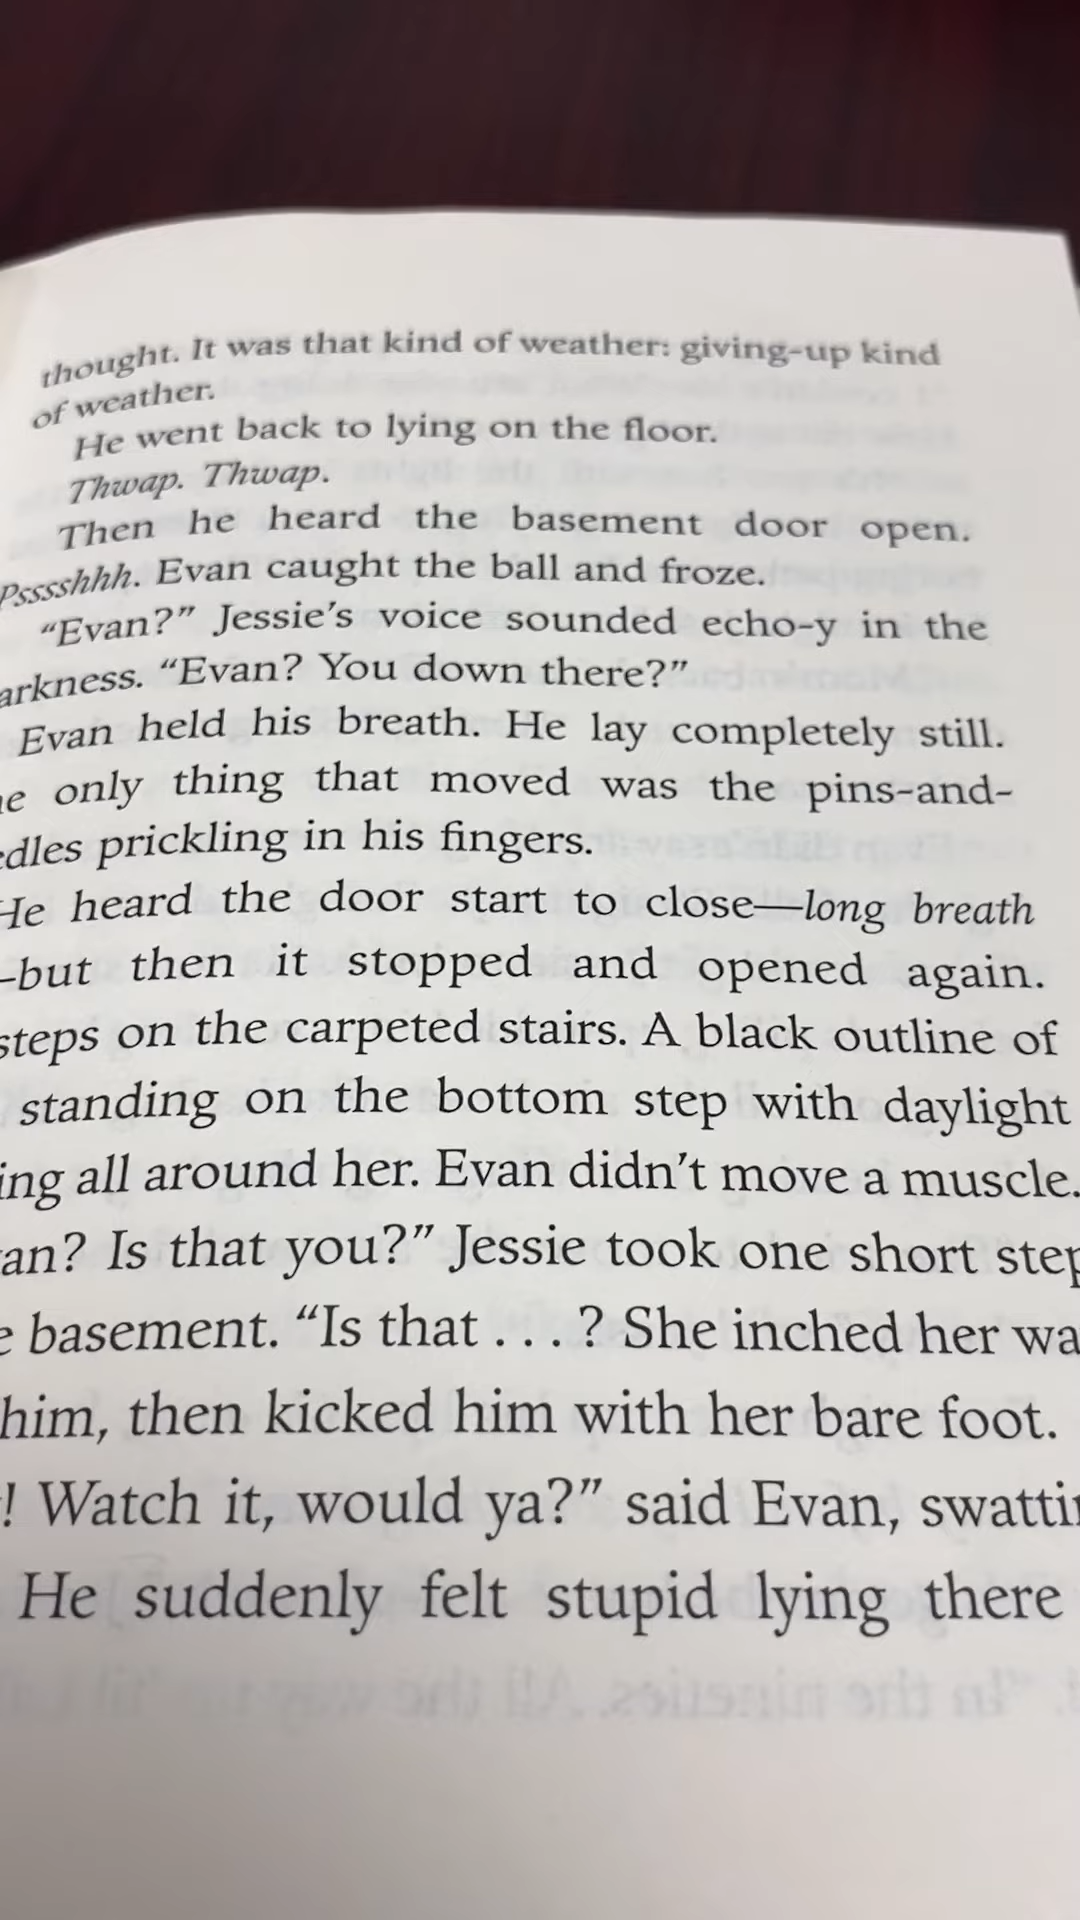 thought. It was that kind of weather: giving-up kind
of weather.
He went back to lying on the floor.
Thwap. Thwap.
Then he heard the basement door open.
Psssshhh. Evan caught the ball and froze.
“Evan?” Jessie’s voice sounded echo-y in the
arkness. “Evan? You down there?”
Evan held his breath. He lay completely still.
e only thing that moved was the pins-and-
edles prickling in his fingers.
He heard the door start to close—long breath
—but then it stopped and opened again.
steps on the carpeted stairs. A black outline of
standing on the bottom step with daylight
ing all around her. Evan didn’t move a muscle.
an? Is that you?” Jessie took one short step
e basement. “Is that . . . ? She inched her wa
him, then kicked him with her bare foot.
! Watch it, would ya?” said Evan, swattin
He suddenly felt stupid lying there